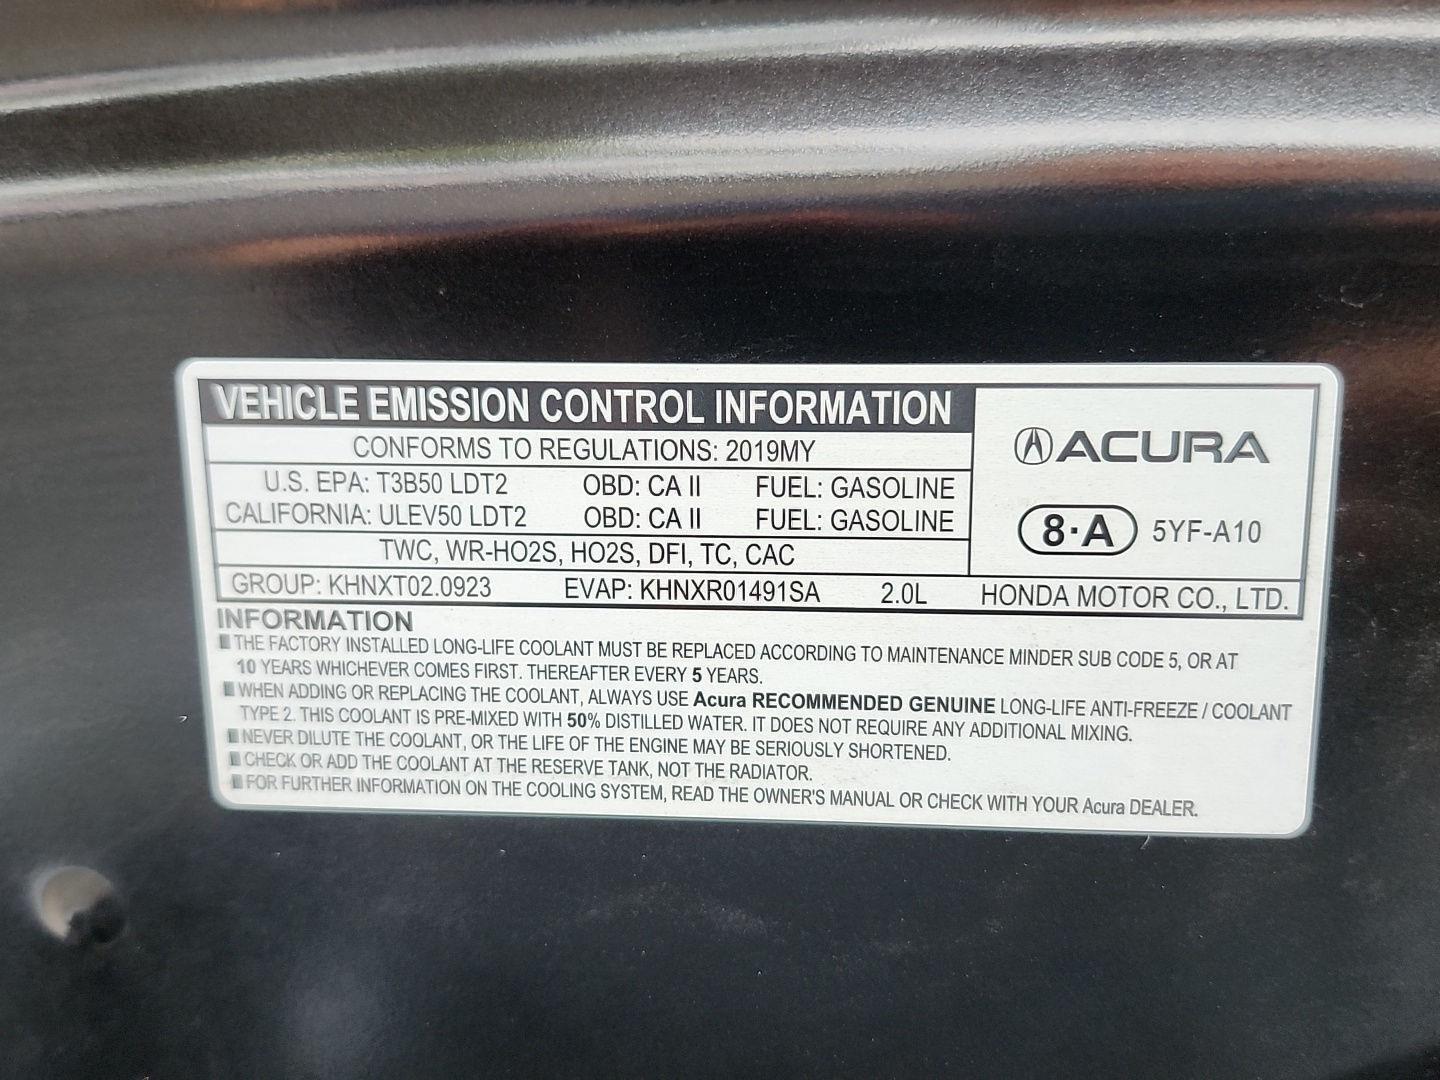 VEHICLE EMISSION CONTROL INFORMATION
CONFORMS TO REGULATIONS: 2019MY
U.S. EPA: T3B50 LDT2 OBD: CA II FUEL: GASOLINE
CALIFORNIA: ULEV50 LDT2 OBD: CA II FUEL: GASOLINE
TWC, WR-HO2S, HO2S, DFI, TC, CAC
ACURA
8·A 5YF-A10
GROUP: KHNXT02.0923 EVAP: KHNXR01491SA 2.0L HONDA MOTOR CO., LTD.
INFORMATION
■ THE FACTORY INSTALLED LONG-LIFE COOLANT MUST BE REPLACED ACCORDING TO MAINTENANCE MINDER SUB CODE 5, OR AT
10 YEARS WHICHEVER COMES FIRST. THEREAFTER EVERY 5 YEARS.
■ WHEN ADDING OR REPLACING THE COOLANT, ALWAYS USE Acura RECOMMENDED GENUINE LONG-LIFE ANTI-FREEZE / COOLANT
TYPE 2. THIS COOLANT IS PRE-MIXED WITH 50% DISTILLED WATER. IT DOES NOT REQUIRE ANY ADDITIONAL MIXING.
■ NEVER DILUTE THE COOLANT, OR THE LIFE OF THE ENGINE MAY BE SERIOUSLY SHORTENED.
■ CHECK OR ADD THE COOLANT AT THE RESERVE TANK, NOT THE RADIATOR.
■ FOR FURTHER INFORMATION ON THE COOLING SYSTEM, READ THE OWNER'S MANUAL OR CHECK WITH YOUR Acura DEALER.